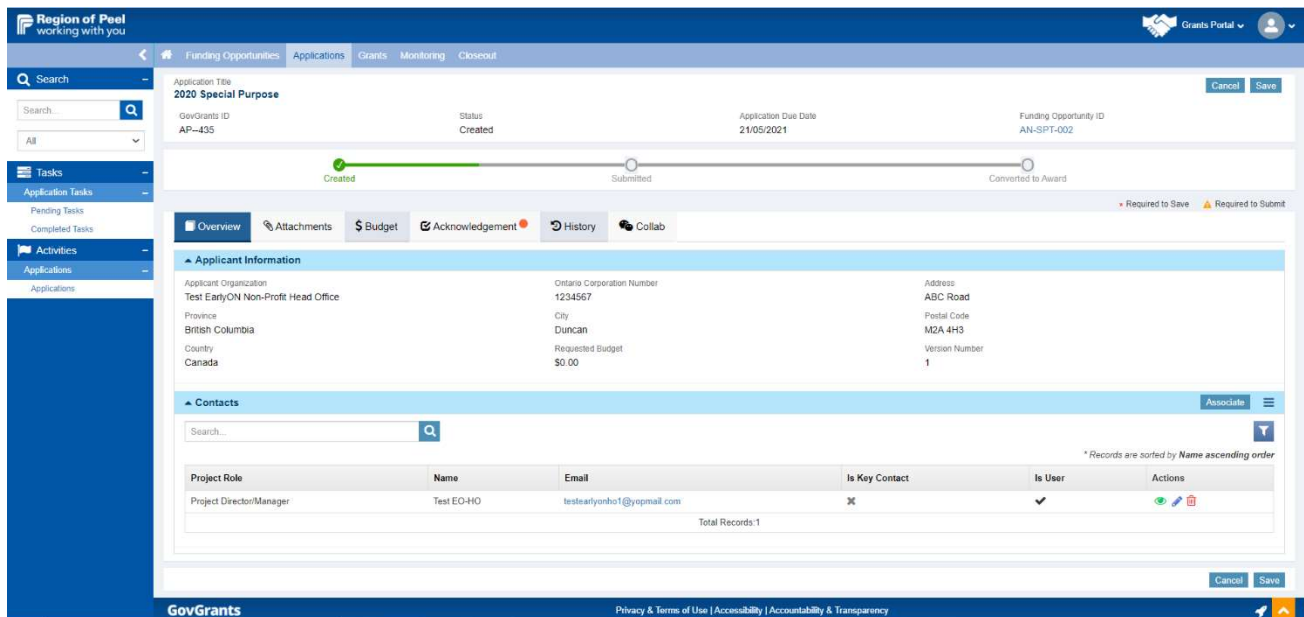 Region of Peel
working with you
Grants Portal
Funding Opportunities Applications Grants Monitoring Closeout
Search
Search...
All
Tasks
Application Tasks
Pending Tasks
Completed Tasks
Activities
Applications
Applications
Application Title
2020 Special Purpose
Cancel Save
GovGrants ID Status Application Due Date Funding Opportunity ID
AP--435 Created 21/05/2021 AN-SPT-002
Created Submitted Converted to Award
* Required to Save Required to Submit
Overview Attachments $ Budget Acknowledgement History Collab
Applicant Information
Applicant Organization Ontario Corporation Number Address
Test EarlyON Non-Profit Head Office 1234567 ABC Road
Province City Postal Code
British Columbia Duncan M2A 4H3
Country Requested Budget Version Number
Canada $0.00 1
Contacts Associate
Search...
* Records are sorted by Name ascending order
Project Role Name Email Is Key Contact Is User Actions
Project Director/Manager Test EO-HO testearlyonho1@yopmail.com
Total Records:1
Cancel Save
GovGrants Privacy & Terms of Use | Accessibility | Accountability & Transparency